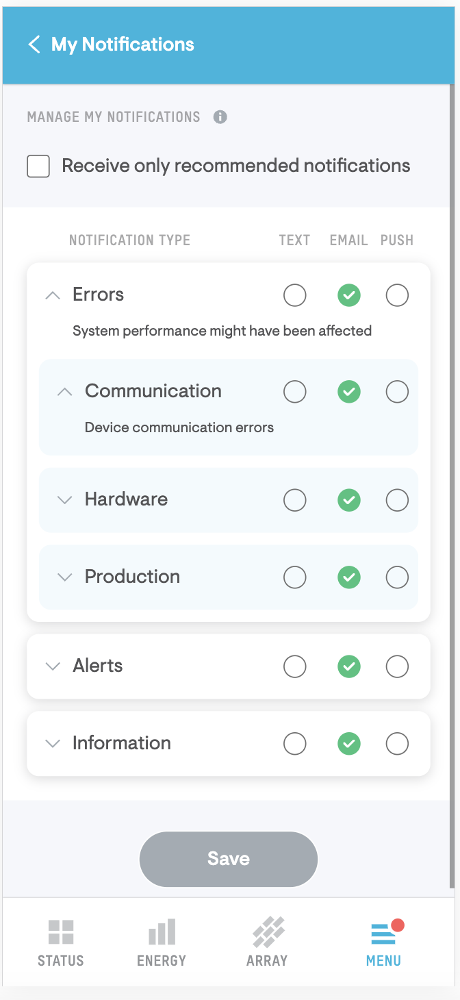 My Notifications
MANAGE MY NOTIFICATIONS
Receive only recommended notifications
NOTIFICATION TYPE TEXT EMAIL PUSH
Errors
System performance might have been affected
Communication
Device communication errors
Hardware
Production
Alerts
Information
Save
STATUS ENERGY ARRAY MENU